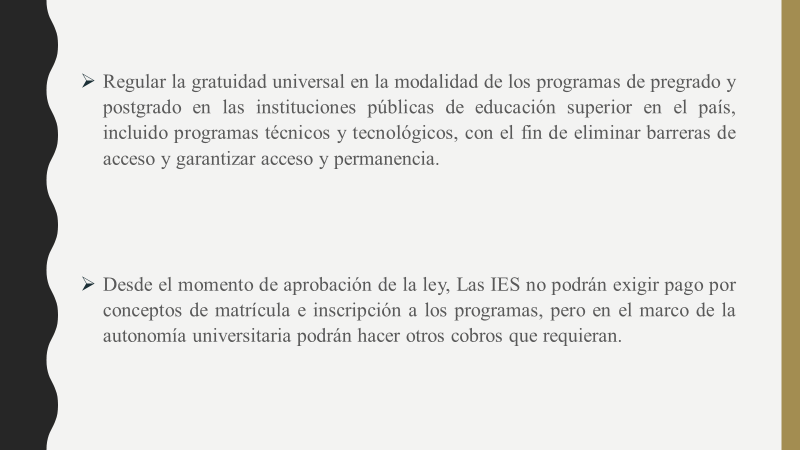 Regular la gratuidad universal en la modalidad de los programas de pregrado y
postgrado en las instituciones públicas de educación superior en el país,
incluido programas técnicos y tecnológicos, con el fin de eliminar barreras de
acceso y garantizar acceso y permanencia.
Desde el momento de aprobación de la ley, Las IES no podrán exigir pago por
conceptos de matrícula e inscripción a los programas, pero en el marco de la
autonomía universitaria podrán hacer otros cobros que requieran.